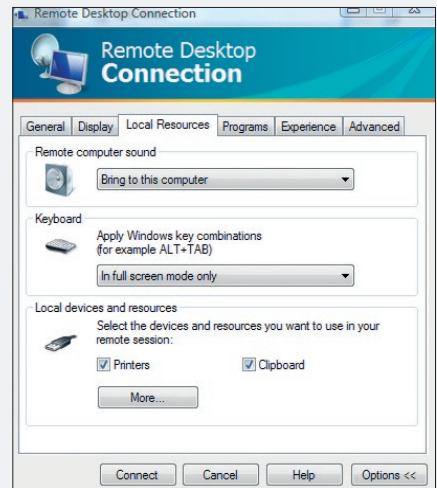 Remote Desktop Connection
Remote Desktop
Connection
General Display Local Resources Programs Experience Advanced
Remote computer sound
Bring to this computer
Keyboard
Apply Windows key combinations
(for example ALT+TAB)
In full screen mode only
Local devices and resources
Select the devices and resources you want to use in your
remote session:
Printers Clipboard
More...
Connect Cancel Help Options <<